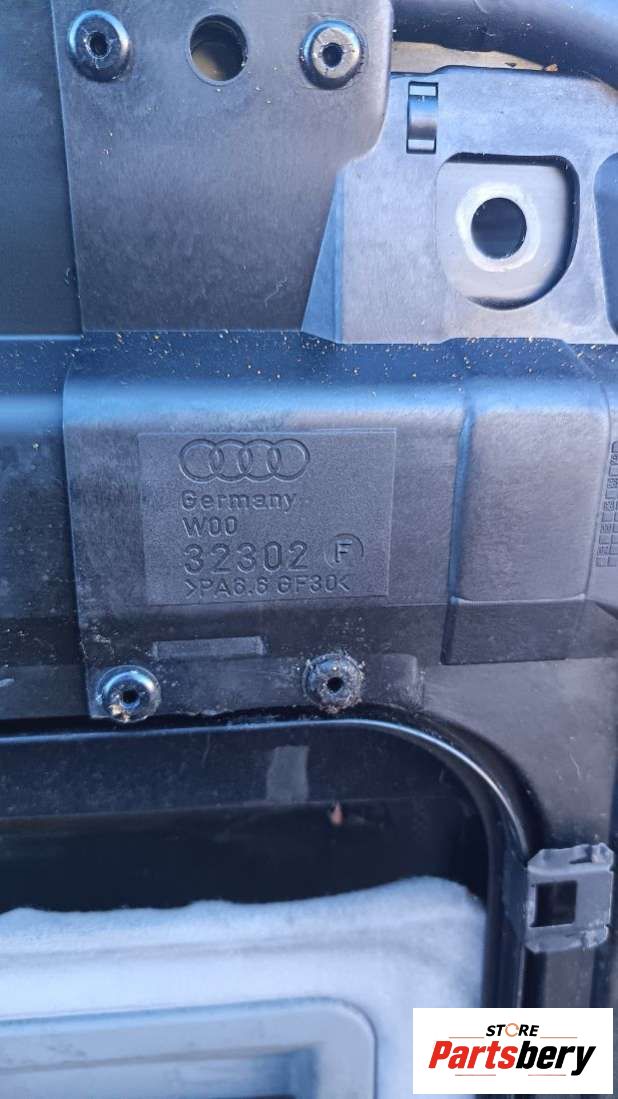 Germany
W00
32302 F
>PA6.6 GF30<
STORE
Partsbery